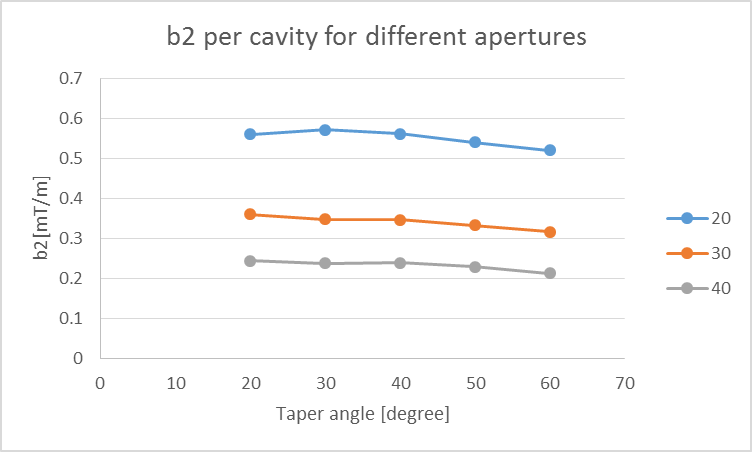 b2 per cavity for different apertures
0.7
0.6
0.5
0.4
0.3
0.2
0.1
0
b2[mT/m]
0 10 20 30 40 50 60 70
Taper angle [degree]
20
30
40